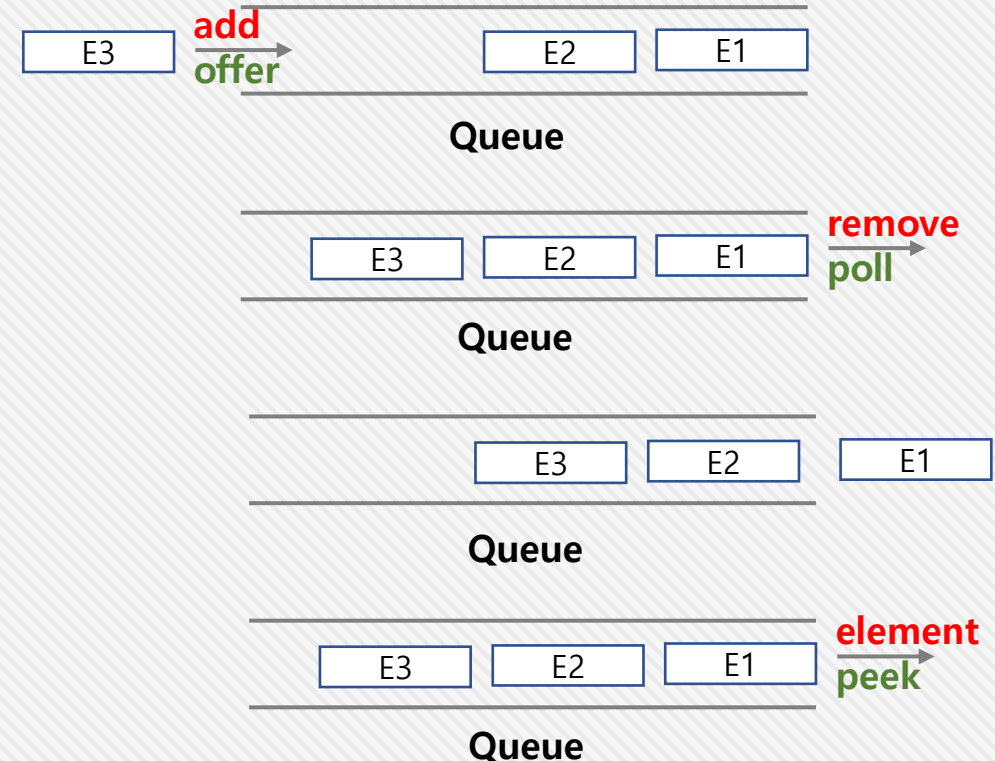 add
E3 E2 E1
offer
Queue
remove
E3 E2 E1
poll
Queue
E3 E2 E1
Queue
element
E3 E2 E1
peek
Queue